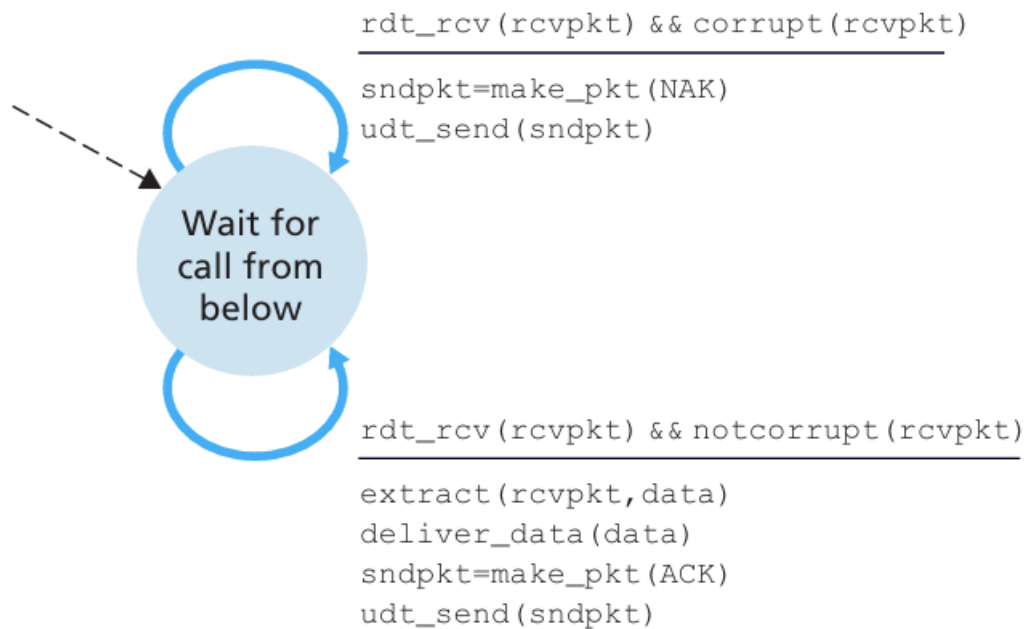 rdt_rcv(rcvpkt) && corrupt(rcvpkt)
sndpkt=make_pkt(NAK)
udt_send(sndpkt)
Wait for
call from
below
rdt_rcv(rcvpkt) && notcorrupt(rcvpkt)
extract(rcvpkt,data)
deliver_data(data)
sndpkt=make_pkt(ACK)
udt_send(sndpkt)